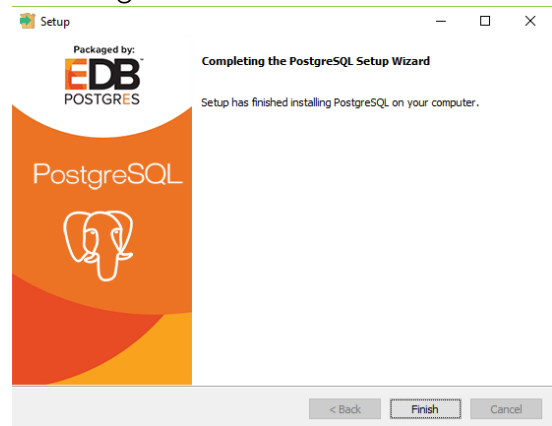 Setup
Packaged by:
EDB
POSTGRES
Completing the PostgreSQL Setup Wizard
Setup has finished installing PostgreSQL on your computer.
PostgreSQL
< Back
Finish
Cancel